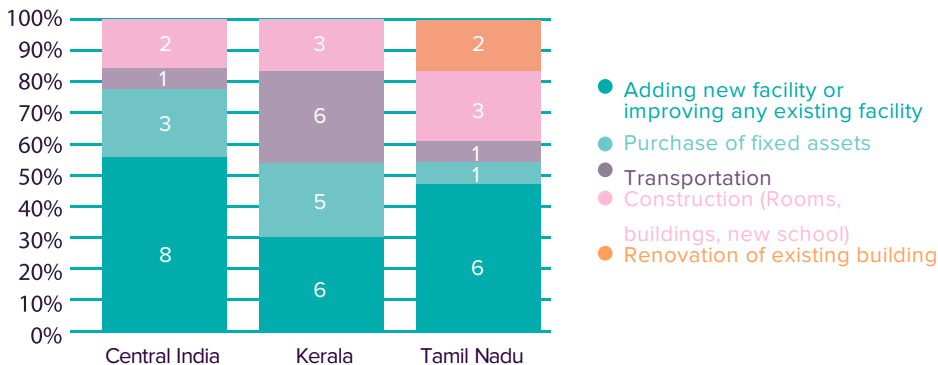 100%
90%
80%
70%
60%
50%
40%
30%
20%
10%
0%
2
1
3
8
3
6
5
6
2
3
1
1
6
Central India
Kerala
Tamil Nadu
Adding new facility or
improving any existing facility
Purchase of fixed assets
Transportation
Construction (Rooms,
buildings, new school)
Renovation of existing building